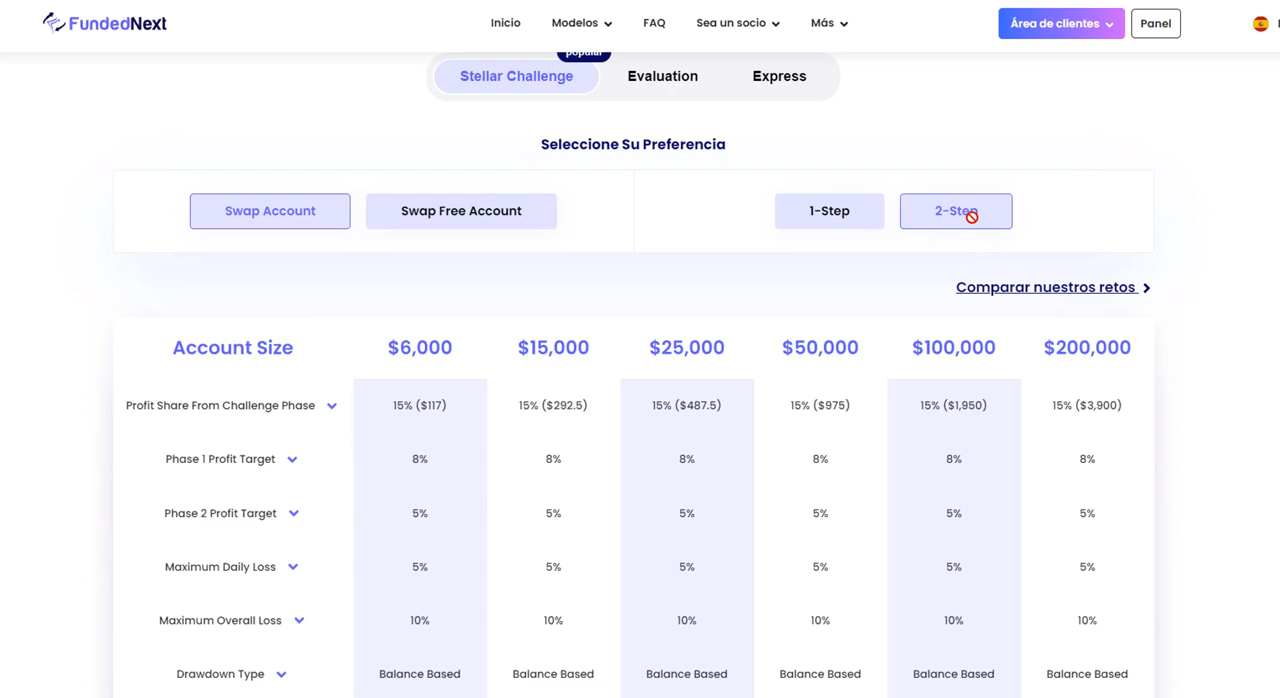 FundedNext
Inicio Modelos FAQ Sea un socio Más Área de clientes Panel
popular
Stellar Challenge Evaluation Express
Seleccione Su Preferencia
Swap Account Swap Free Account 1-Step 2-Step
Comparar nuestros retos
Account Size $6,000 $15,000 $25,000 $50,000 $100,000 $200,000
Profit Share From Challenge Phase 15% ($117) 15% ($292.5) 15% ($487.5) 15% ($975) 15% ($1,950) 15% ($3,900)
Phase 1 Profit Target 8% 8% 8% 8% 8% 8%
Phase 2 Profit Target 5% 5% 5% 5% 5% 5%
Maximum Daily Loss 5% 5% 5% 5% 5% 5%
Maximum Overall Loss 10% 10% 10% 10% 10% 10%
Drawdown Type Balance Based Balance Based Balance Based Balance Based Balance Based Balance Based